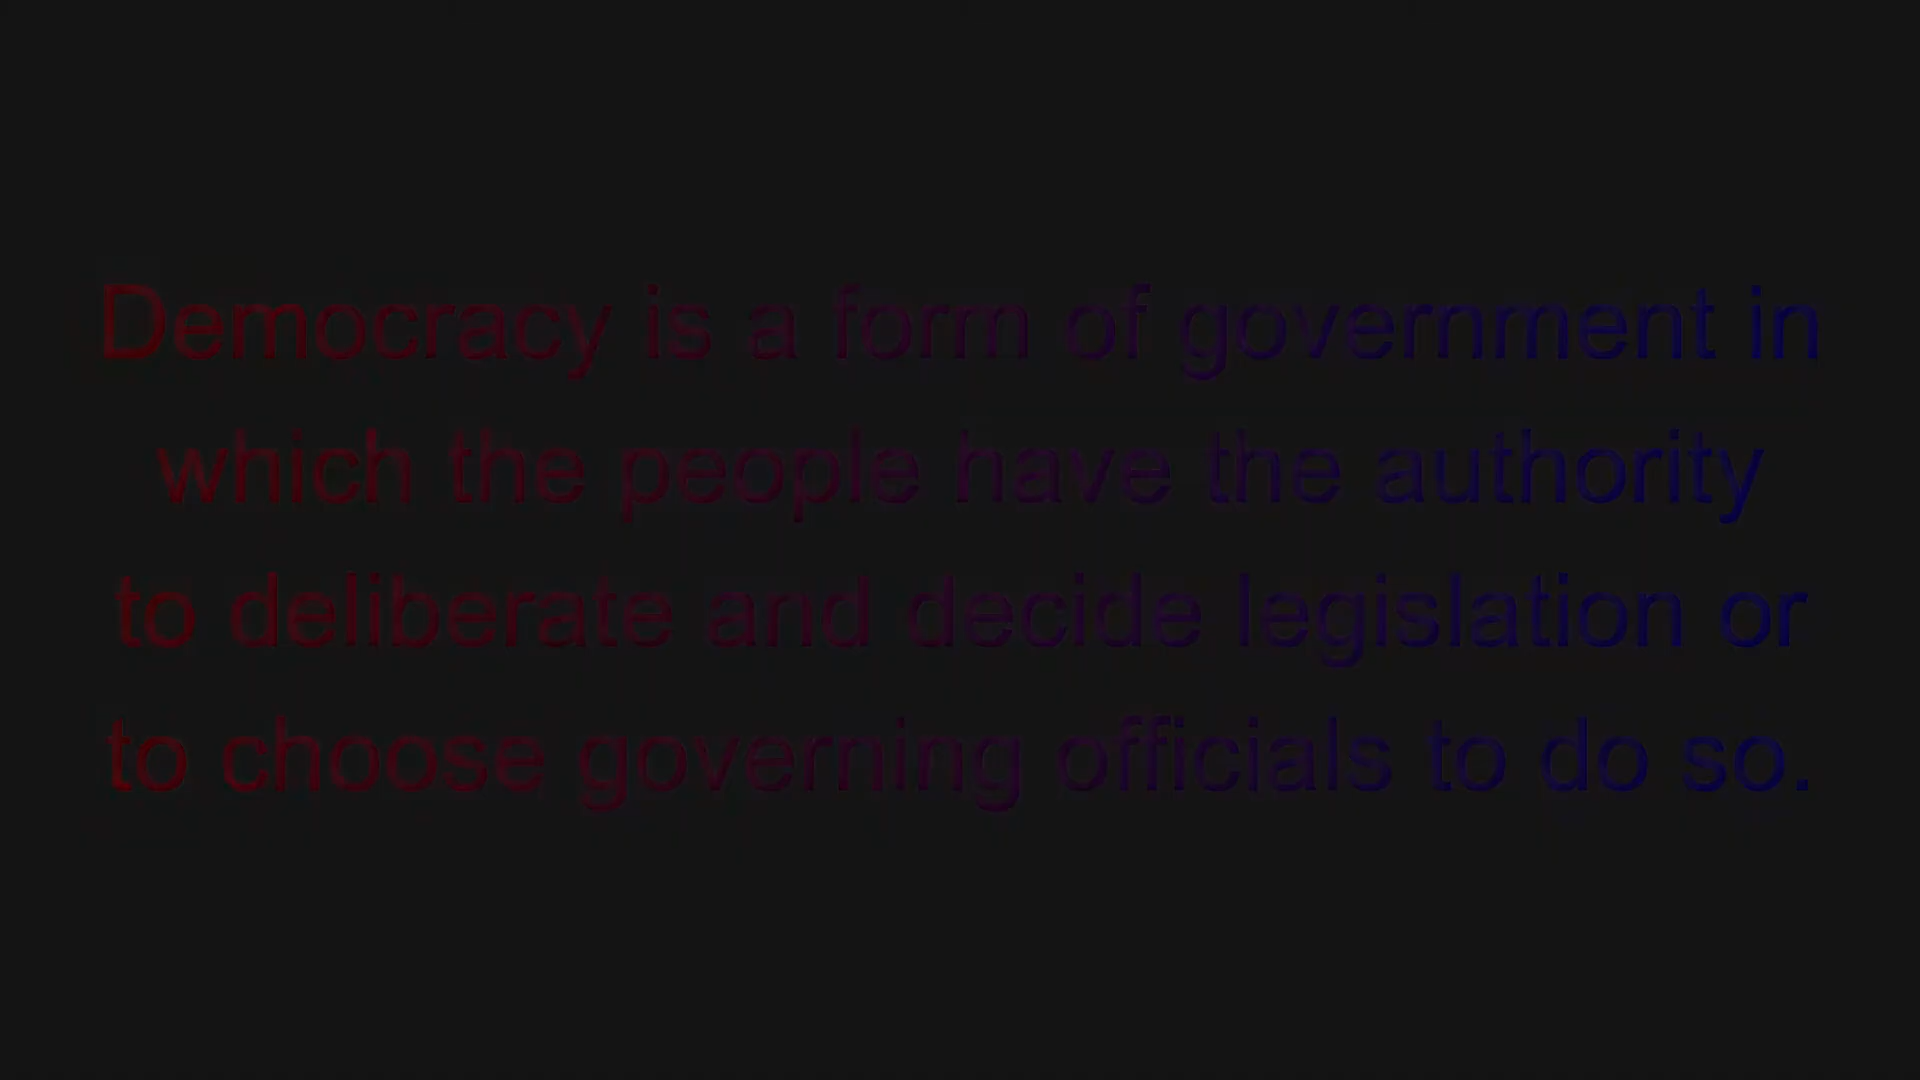 Democracy is a form of government in
which the people have the authority
to deliberate and decide legislation or
to choose governing officials to do so.